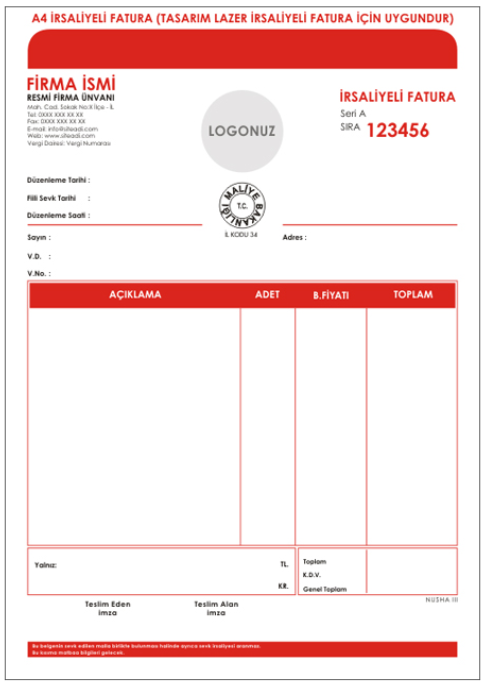 A4 İRSALİYELİ FATURA (TASARIM LAZER İRSALİYELİ FATURA İÇİN UYGUNDUR)
FİRMA İSMİ
RESMİ FİRMA ÜNVANI
Mah. Cad. Sokak No:X İlçe - İL
Tel: 0XXX XXX XX XX
Fax: 0XXX XXX XX XX
E-mail: info@siteadi.com
Web: www.siteadi.com
Vergi Dairesi: Vergi Numarası
LOGONUZ
İRSALİYELİ FATURA
Seri A
SIRA 123456
Düzenleme Tarihi :
Fiili Sevk Tarihi :
Düzenleme Saati :
MALİYE BAKANLIĞI
T.C.
İL KODU 34
Sayın :
Adres :
V.D. :
V.No. :
AÇIKLAMA ADET B.FİYATI TOPLAM
Yalnız: TL.
KR.
Toplam
K.D.V.
Genel Toplam
NUSHA III
Teslim Eden Teslim Alan
imza imza
Bu belgenin sevk edilen malla birlikte bulunması halinde ayrıca sevk irsaliyesi aranmaz.
Bu kısma matbaa bilgileri gelecek.